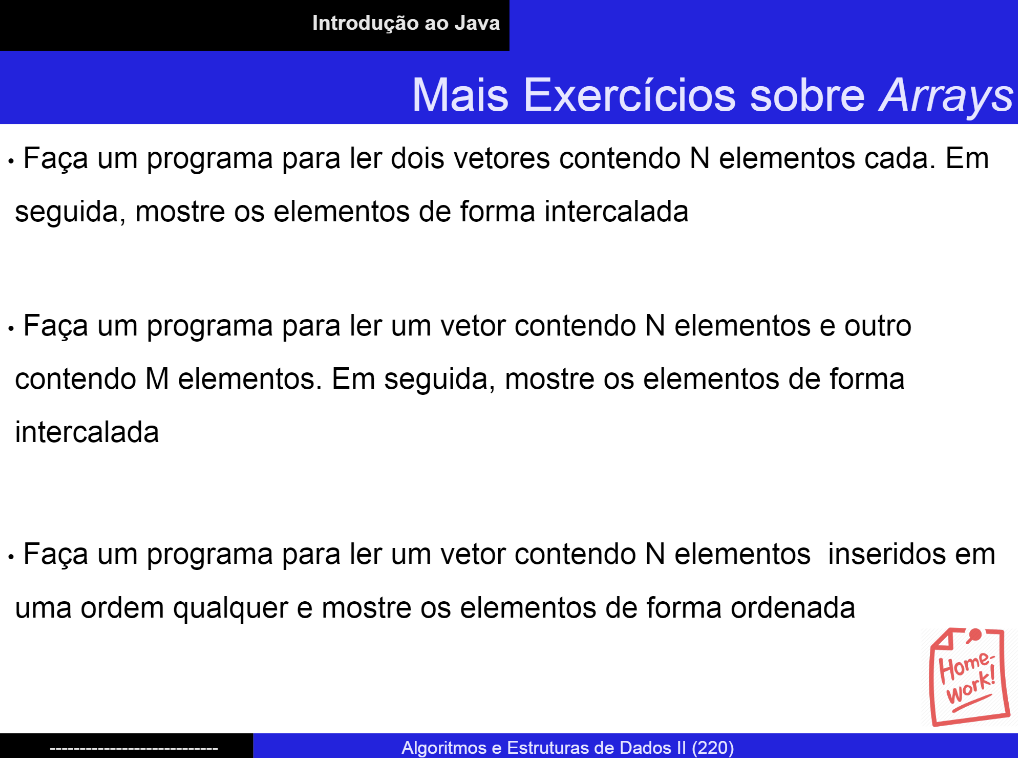 Introdução ao Java
Mais Exercícios sobre Arrays
• Faça um programa para ler dois vetores contendo N elementos cada. Em
seguida, mostre os elementos de forma intercalada
• Faça um programa para ler um vetor contendo N elementos e outro
contendo M elementos. Em seguida, mostre os elementos de forma
intercalada
• Faça um programa para ler um vetor contendo N elementos  inseridos em
uma ordem qualquer e mostre os elementos de forma ordenada
Home-
work!
----------------------------
Algoritmos e Estruturas de Dados II (220)